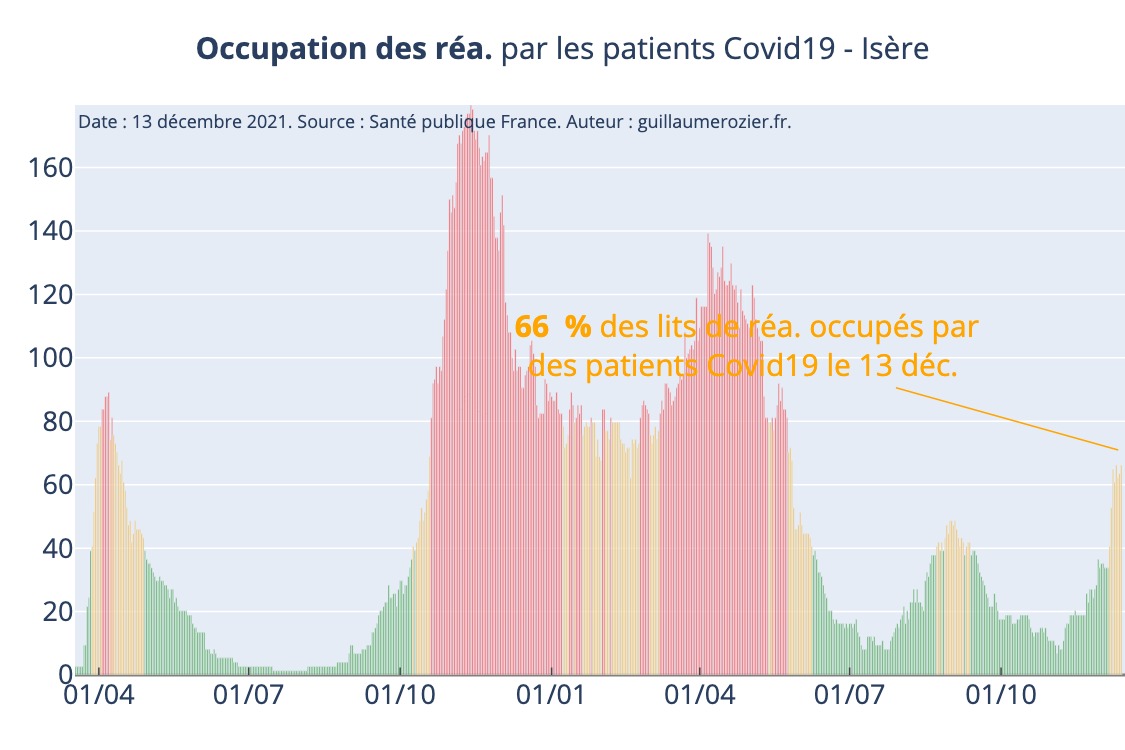 Occupation des réa. par les patients Covid19 - Isère
Date : 13 décembre 2021. Source : Santé publique France. Auteur : guillaumerozier.fr.
160
140
120
66 % des lits de réa. occupés par
100
des patients Covid19 le 13 déc.
80
60
40
20
0
01/04 01/07 01/10 01/01 01/04 01/07 01/10